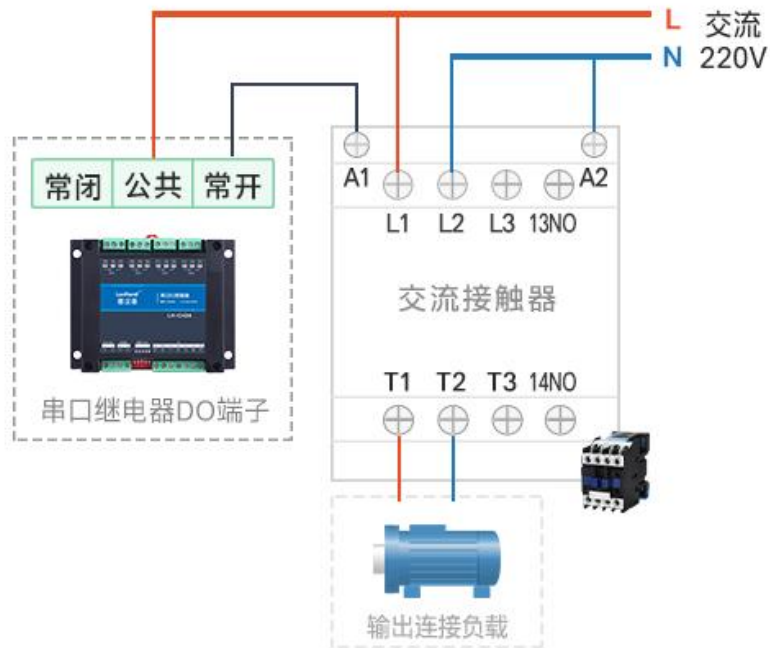 L 交流
N 220V
常闭 公共 常开
A1 A2
L1 L2 L3 13NO
交流接触器
T1 T2 T3 14NO
串口继电器DO端子
输出连接负载